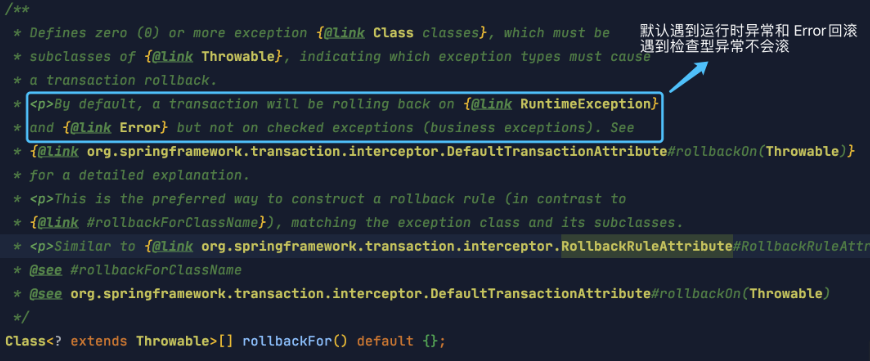 /**
* Defines zero (0) or more exception {@link Class classes}, which must be
* subclasses of {@link Throwable}, indicating which exception types must cause
* a transaction rollback.
* <p>By default, a transaction will be rolling back on {@link RuntimeException}
* and {@link Error} but not on checked exceptions (business exceptions). See
* {@link org.springframework.transaction.interceptor.DefaultTransactionAttribute#rollbackOn(Throwable)}
* for a detailed explanation.
* <p>This is the preferred way to construct a rollback rule (in contrast to
* {@link #rollbackForClassName}), matching the exception class and its subclasses.
* <p>Similar to {@link org.springframework.transaction.interceptor.RollbackRuleAttribute#RollbackRuleAttr
* @see #rollbackForClassName
* @see org.springframework.transaction.interceptor.DefaultTransactionAttribute#rollbackOn(Throwable)
*/
Class<? extends Throwable>[] rollbackFor() default {};
默认遇到运行时异常和 Error 回滚
遇到检查型异常不会滚